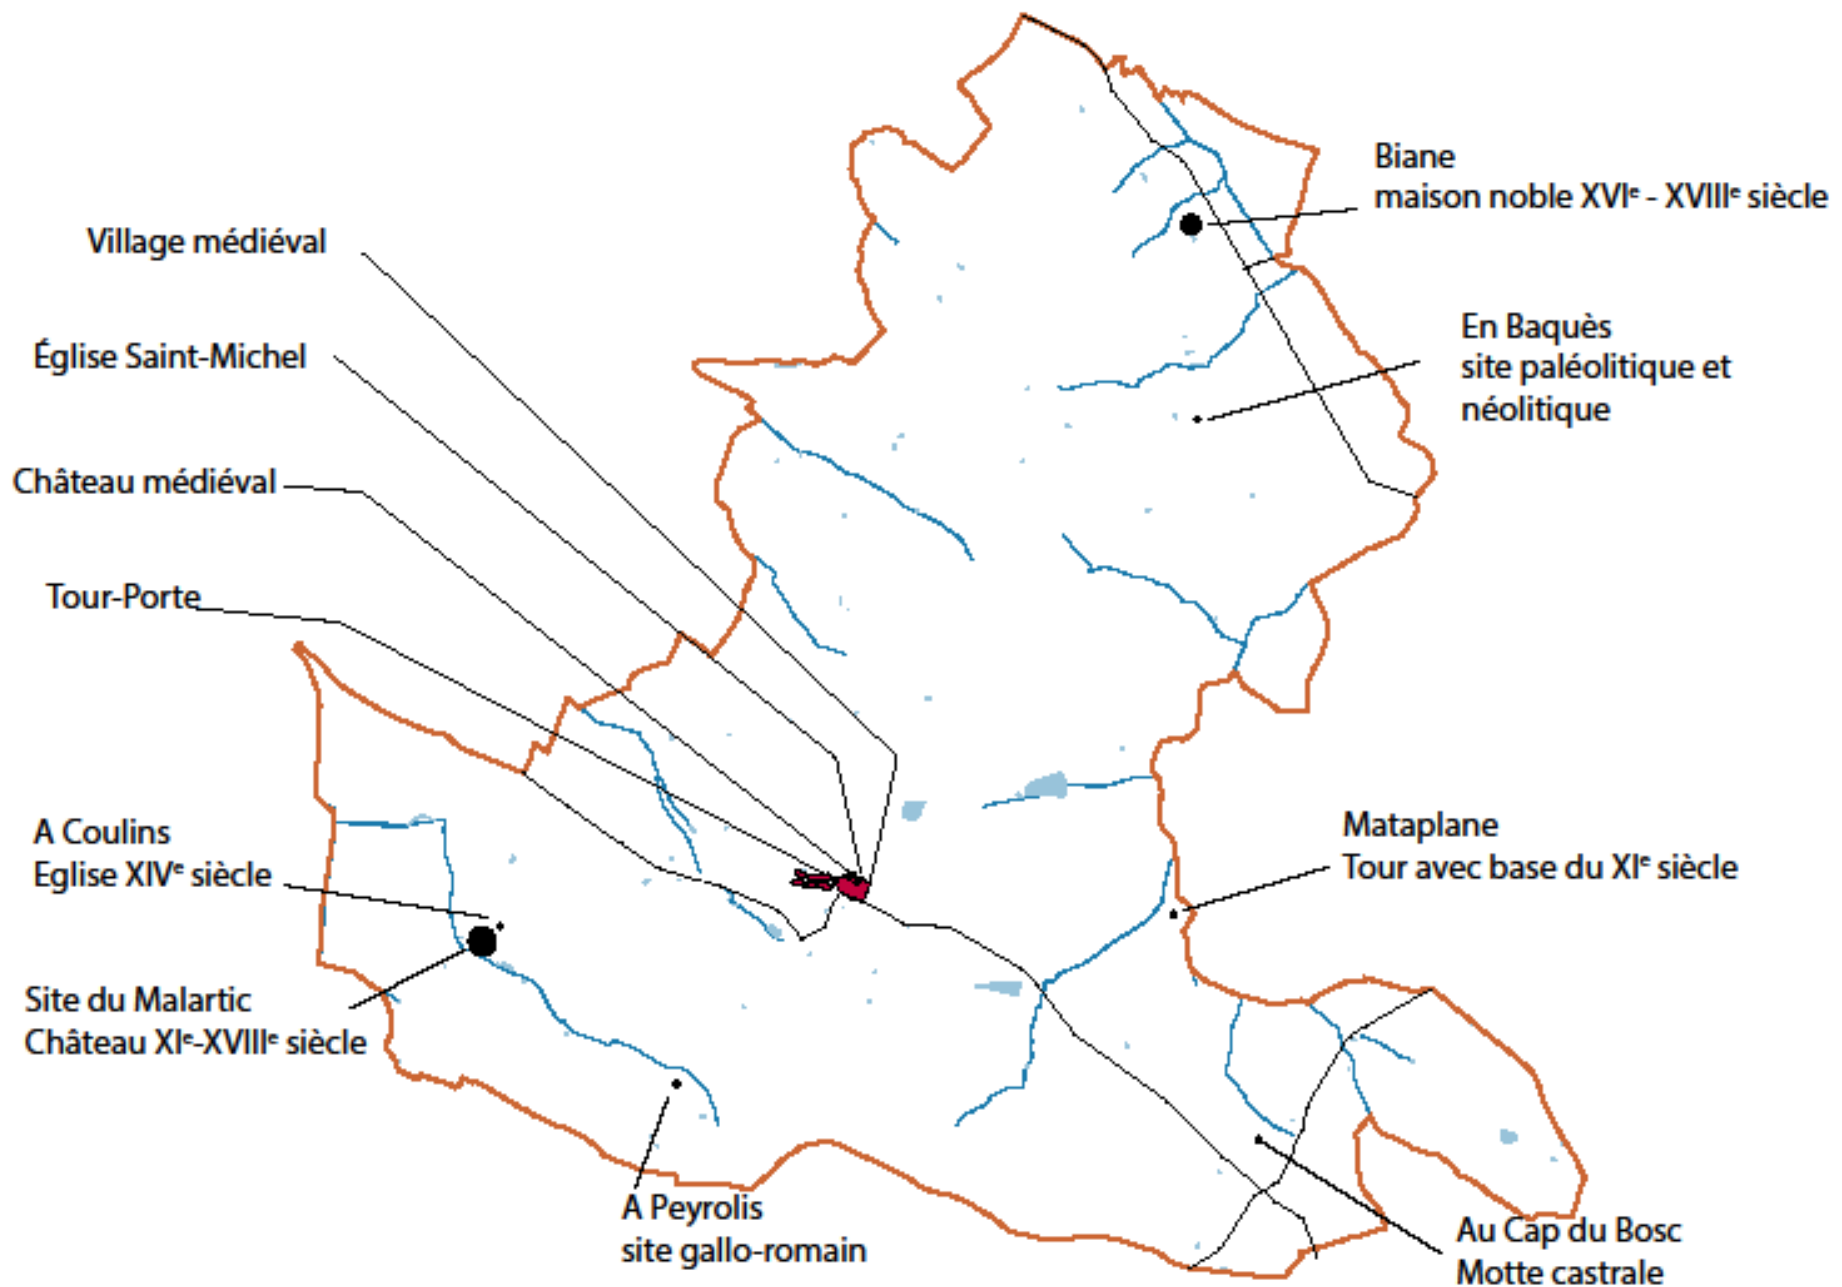 Biane
maison noble XVIe - XVIIIe siècle
Village médiéval
En Baquès
site paléolitique et
néolitique
Église Saint-Michel
Château médiéval
Tour-Porte
A Coulins
Eglise XIVe siècle
Mataplane
Tour avec base du XIe siècle
Site du Malartic
Château XIe-XVIIIe siècle
A Peyrolis
site gallo-romain
Au Cap du Bosc
Motte castrale